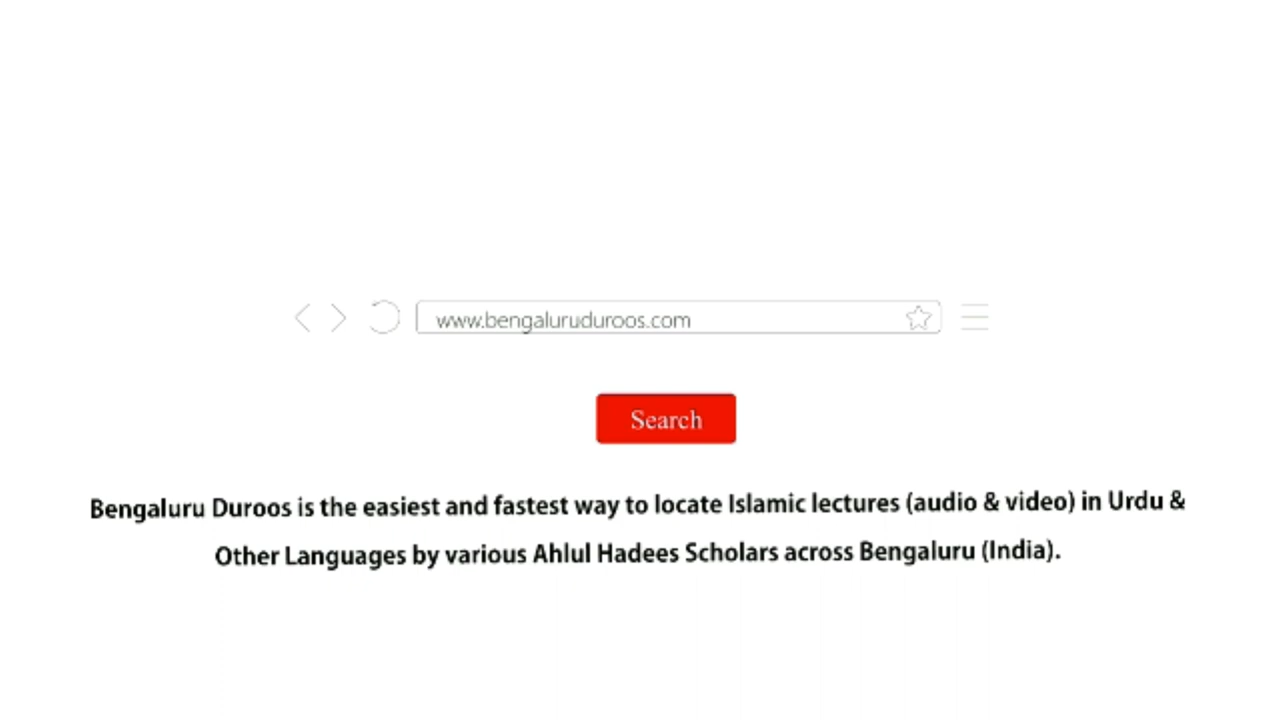 www.bengaluruduroos.com
Search
Bengaluru Duroos is the easiest and fastest way to locate Islamic lectures (audio & video) in Urdu &
Other Languages by various Ahlul Hadees Scholars across Bengaluru (India).